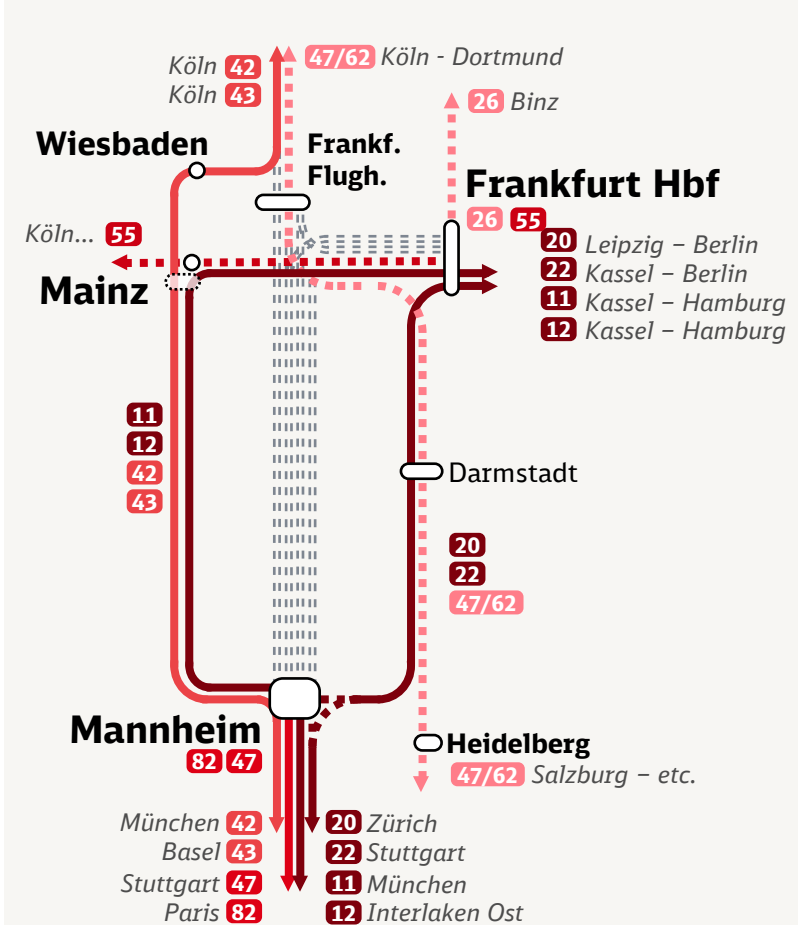 Köln 42
47/62 Köln - Dortmund
Köln 43
26 Binz
Wiesbaden
Frankf.
Flugh.
Frankfurt Hbf
26 55
Köln... 55
20 Leipzig – Berlin
22 Kassel – Berlin
11 Kassel – Hamburg
12 Kassel – Hamburg
Mainz
11
12
42
43
Darmstadt
20
22
47/62
Mannheim
82 47
Heidelberg
47/62 Salzburg – etc.
München 42
Basel 43
Stuttgart 47
Paris 82
20 Zürich
22 Stuttgart
11 München
12 Interlaken Ost